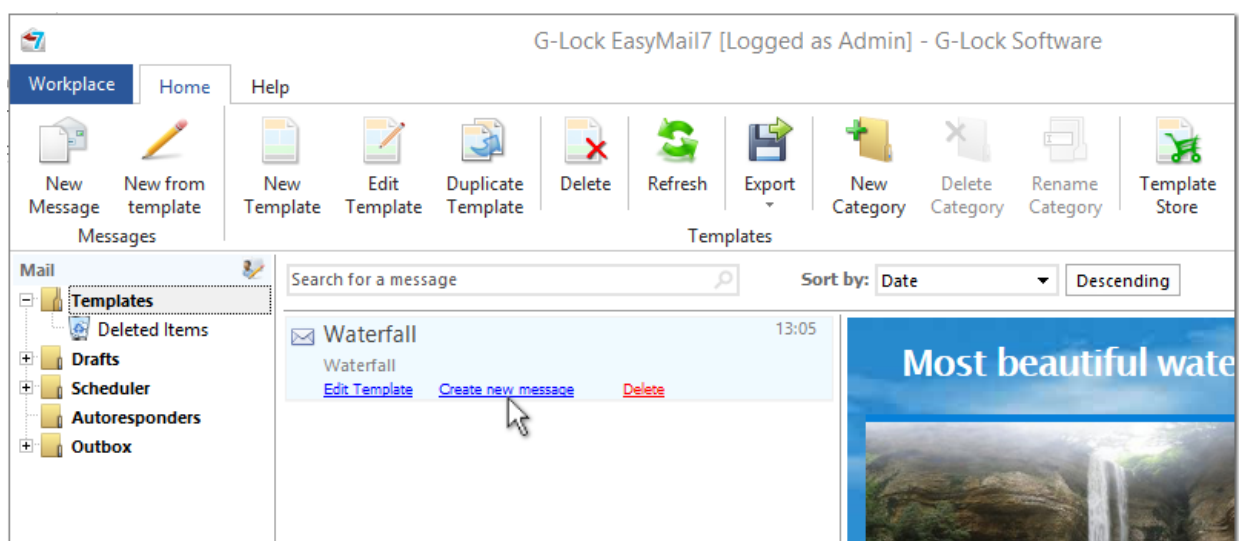 G-Lock EasyMail7 [Logged as Admin] - G-Lock Software
Workplace Home Help
New Message
New from template
New Template
Edit Template
Duplicate Template
Delete
Refresh
Export
New Category
Delete Category
Rename Category
Template Store
Messages
Templates
Mail
Templates
Deleted Items
Drafts
Scheduler
Autoresponders
Outbox
Search for a message
Sort by: Date Descending
Waterfall 13:05
Waterfall
Edit Template Create new message Delete
Most beautiful wate